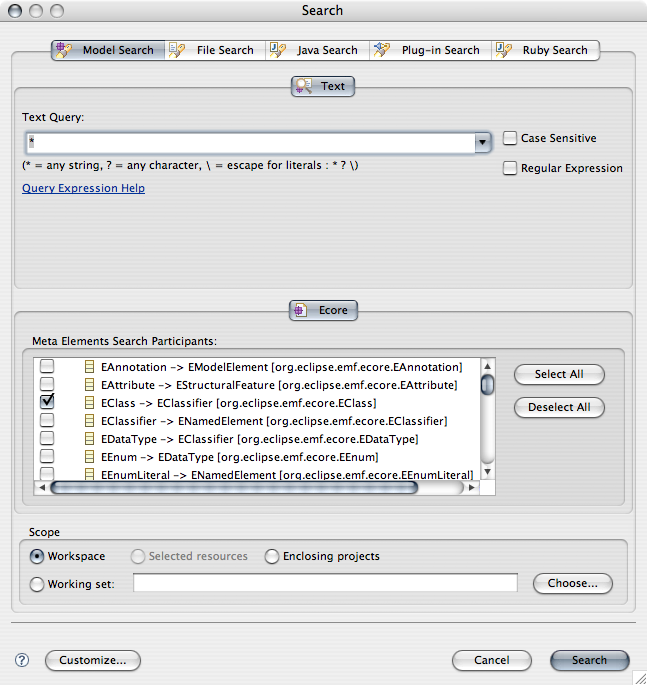 Search
Model Search File Search Java Search Plug-in Search Ruby Search
Text
Text Query:
*
Case Sensitive
(* = any string, ? = any character, \ = escape for literals : * ? \)
Regular Expression
Query Expression Help
Ecore
Meta Elements Search Participants:
EAnnotation -> EModelElement [org.eclipse.emf.ecore.EAnnotation]
EAttribute -> EStructuralFeature [org.eclipse.emf.ecore.EAttribute]
EClass -> EClassifier [org.eclipse.emf.ecore.EClass]
EClassifier -> ENamedElement [org.eclipse.emf.ecore.EClassifier]
EDataType -> EClassifier [org.eclipse.emf.ecore.EDataType]
EEnum -> EDataType [org.eclipse.emf.ecore.EEnum]
EEnumLiteral -> ENamedElement [org.eclipse.emf.ecore.EEnumLiteral]
Select All
Deselect All
Scope
Workspace Selected resources Enclosing projects
Working set: Choose...
? Customize... Cancel Search